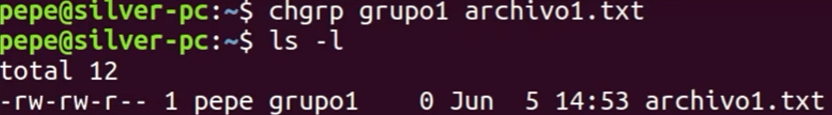 pepe@silver-pc:~$ chgrp grupo1 archivo1.txt
pepe@silver-pc:~$ ls -l
total 12
-rw-rw-r-- 1 pepe grupo1    0 Jun  5 14:53 archivo1.txt